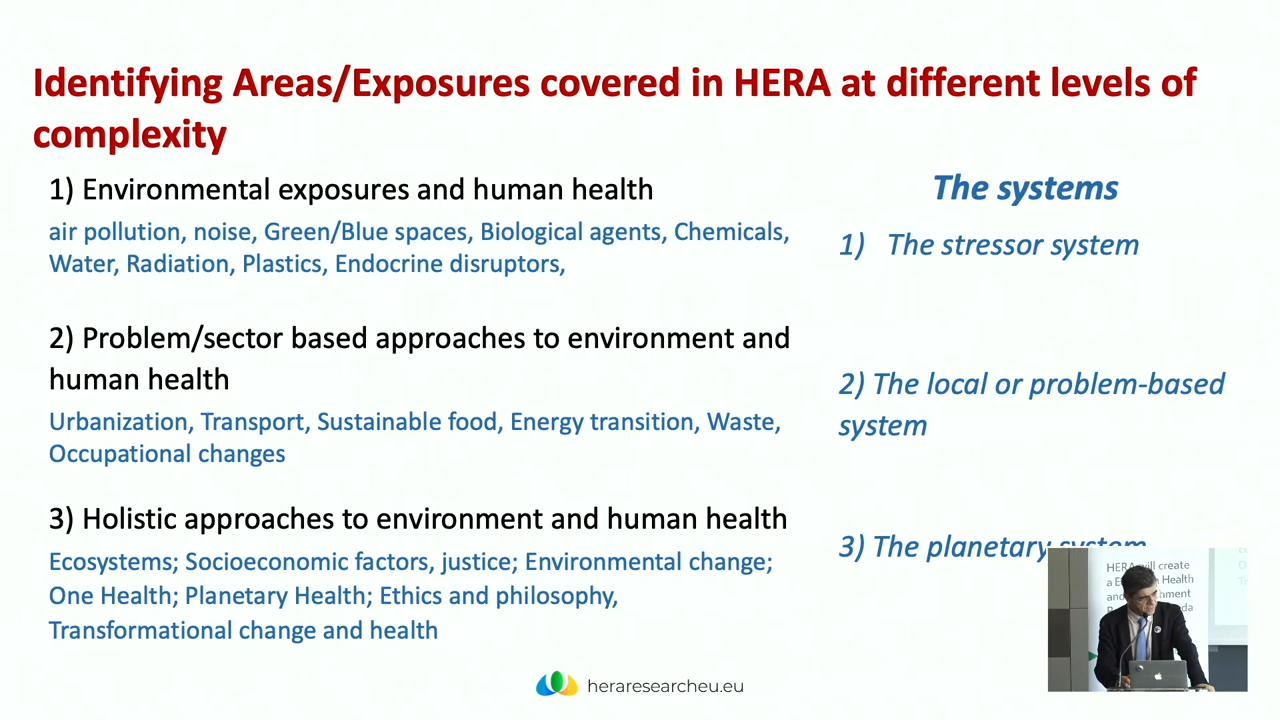 Identifying Areas/Exposures covered in HERA at different levels of
complexity
1) Environmental exposures and human health
air pollution, noise, Green/Blue spaces, Biological agents, Chemicals,
Water, Radiation, Plastics, Endocrine disruptors,
2) Problem/sector based approaches to environment and
human health
Urbanization, Transport, Sustainable food, Energy transition, Waste,
Occupational changes
3) Holistic approaches to environment and human health
Ecosystems; Socioeconomic factors, justice; Environmental change;
One Health; Planetary Health; Ethics and philosophy,
Transformational change and health
The systems
1) The stressor system
2) The local or problem-based
system
3) The planetary system
heraresearcheu.eu
HERA will create
Health